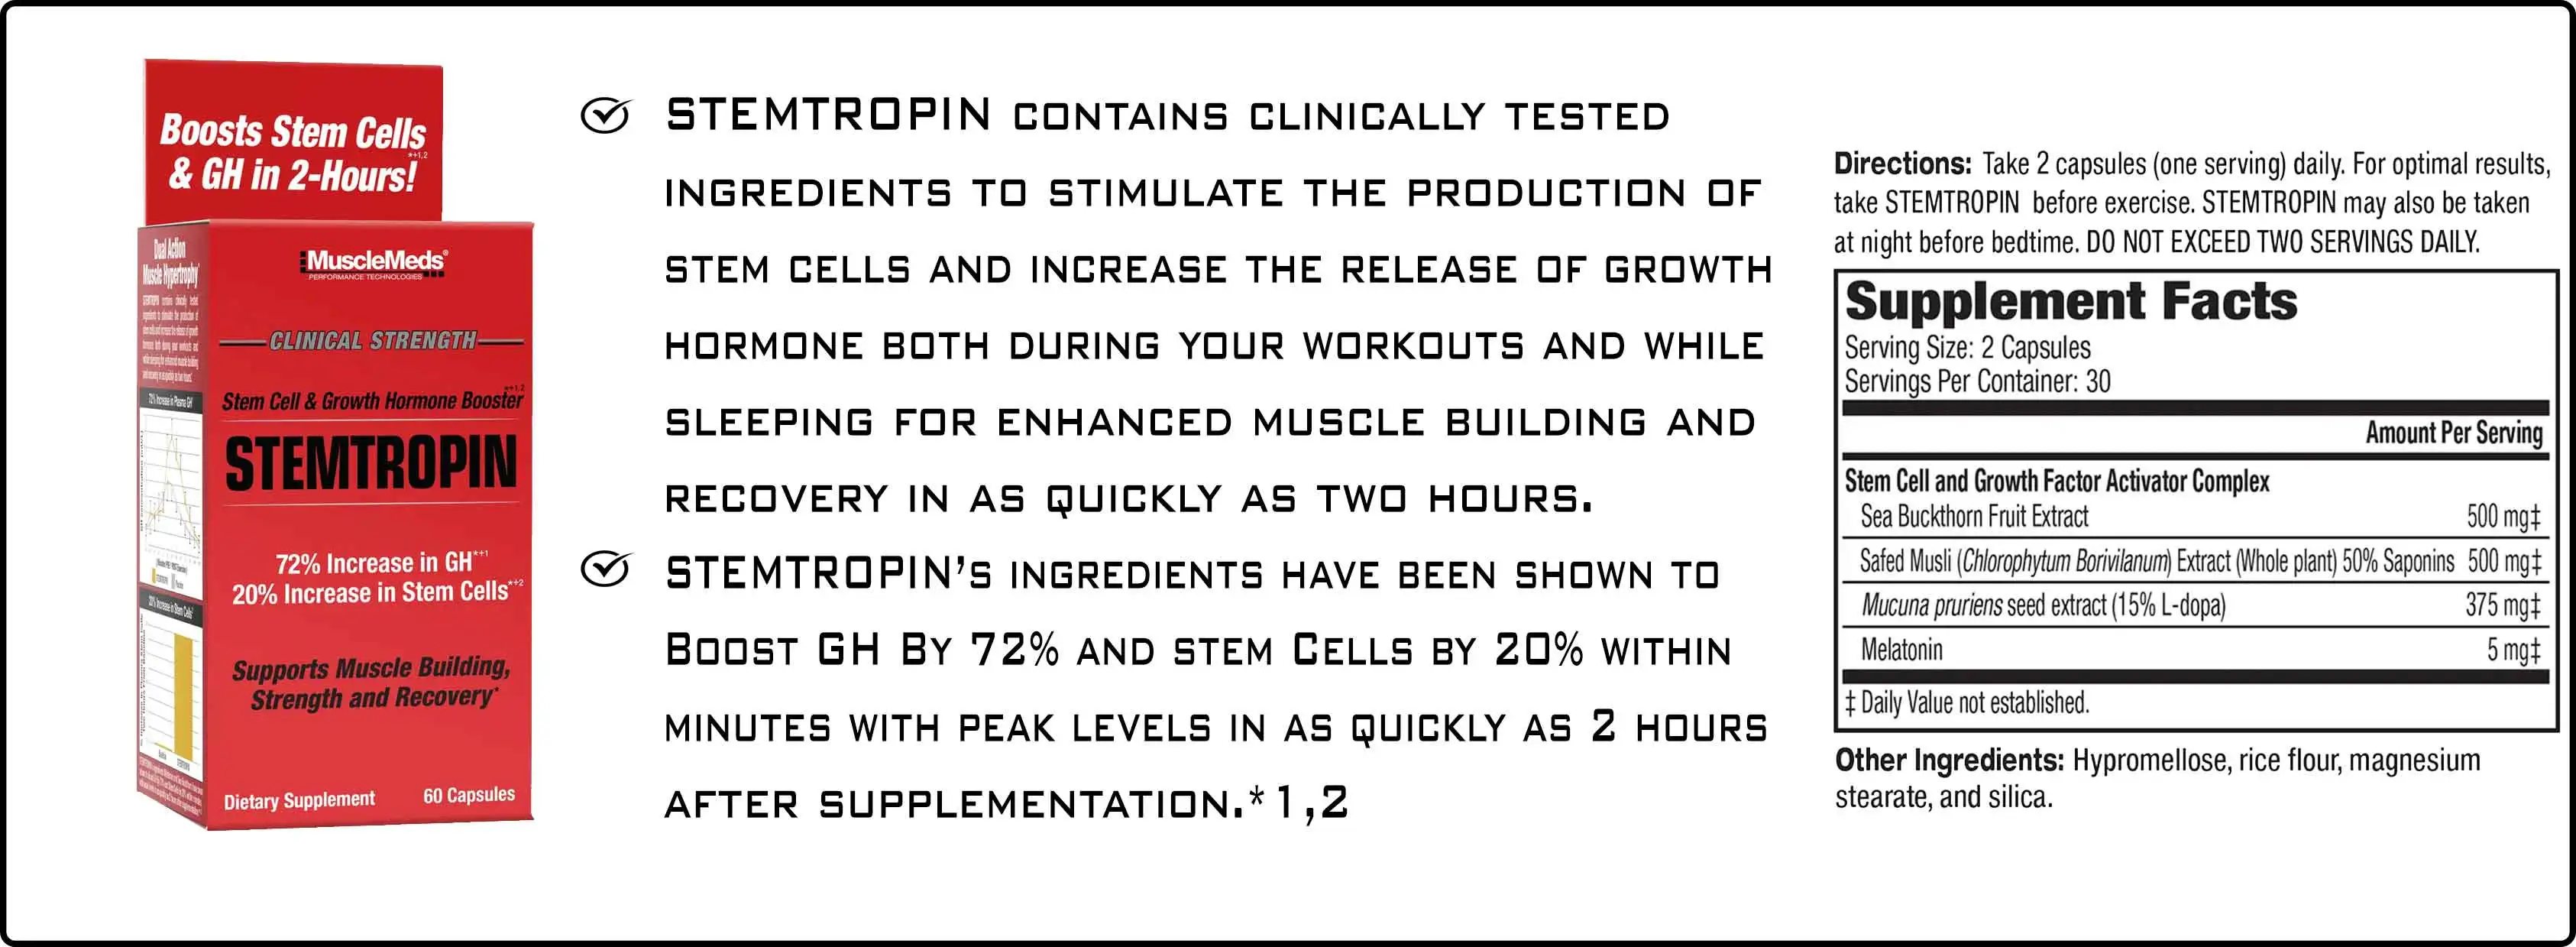 Boosts Stem Cells
& GH in 2-Hours!*+1,2
Dual Action
Muscle Hypertrophy
MuscleMeds®
PERFORMANCE TECHNOLOGIES
CLINICAL STRENGTH
Stem Cell & Growth Hormone Booster*+1,2
STEMTROPIN
72% Increase in GH*+1
20% Increase in Stem Cells*+2
Supports Muscle Building,
Strength and Recovery*
Dietary Supplement 60 Capsules
72% Increase in Plasma GH
20% Increase in Stem Cells
STEMTROPIN CONTAINS CLINICALLY TESTED
INGREDIENTS TO STIMULATE THE PRODUCTION OF
STEM CELLS AND INCREASE THE RELEASE OF GROWTH
HORMONE BOTH DURING YOUR WORKOUTS AND WHILE
SLEEPING FOR ENHANCED MUSCLE BUILDING AND
RECOVERY IN AS QUICKLY AS TWO HOURS.
STEMTROPIN'S INGREDIENTS HAVE BEEN SHOWN TO
BOOST GH BY 72% AND STEM CELLS BY 20% WITHIN
MINUTES WITH PEAK LEVELS IN AS QUICKLY AS 2 HOURS
AFTER SUPPLEMENTATION.*1,2
Directions: Take 2 capsules (one serving) daily. For optimal results,
take STEMTROPIN before exercise. STEMTROPIN may also be taken
at night before bedtime. DO NOT EXCEED TWO SERVINGS DAILY.
Supplement Facts
Serving Size: 2 Capsules
Servings Per Container: 30
Amount Per Serving
Stem Cell and Growth Factor Activator Complex
Sea Buckthorn Fruit Extract 500 mg‡
Safed Musli (Chlorophytum Borivilanum) Extract (Whole plant) 50% Saponins 500 mg‡
Mucuna pruriens seed extract (15% L-dopa) 375 mg‡
Melatonin 5 mg‡
‡ Daily Value not established.
Other Ingredients: Hypromellose, rice flour, magnesium
stearate, and silica.